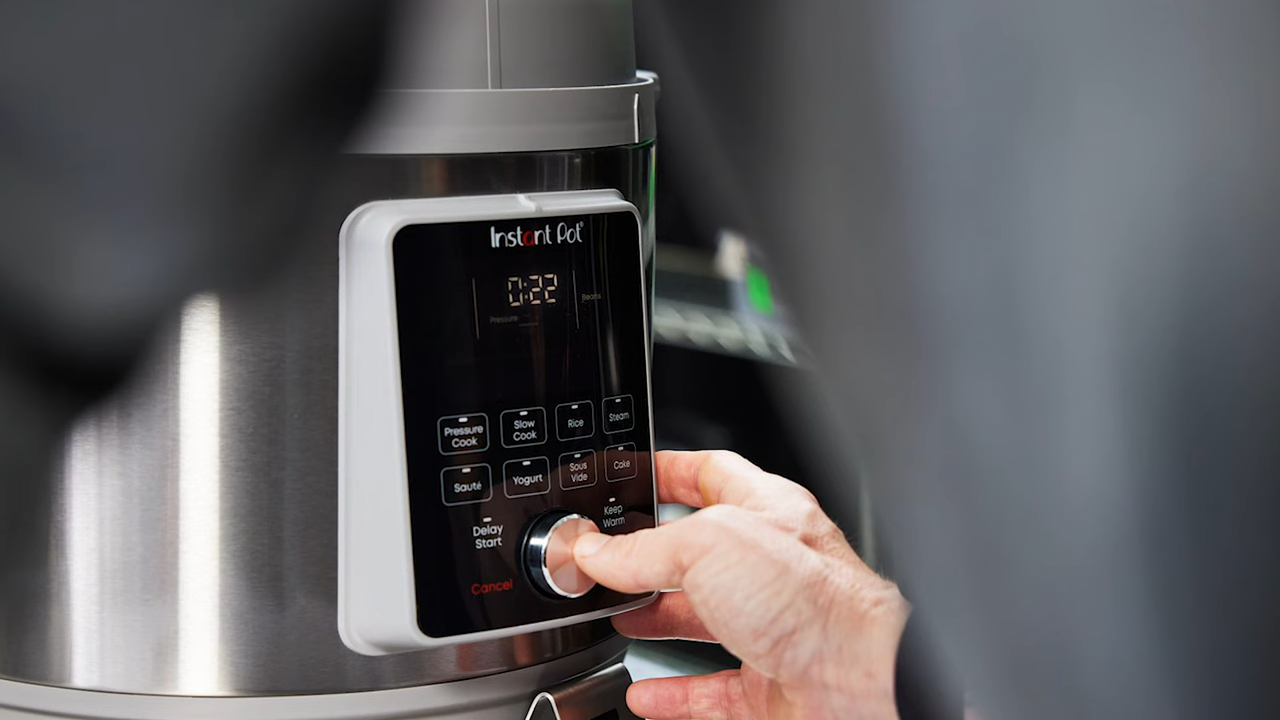 Instant Pot®
0:22
Beans
Pressure
Pressure
Cook
Slow
Cook
Rice
Steam
Sauté
Yogurt
Sous
Vide
Cake
Delay
Start
Keep
Warm
Cancel